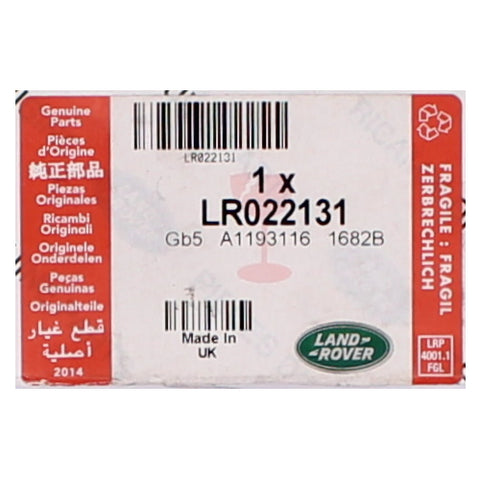 Genuine
Parts
Pièces
d'Origine
純正部品
Piezas
Originales
Ricambi
Originali
Originele
Onderdelen
Peças
Genuinas
Originalteile
قطع غيار
أصلية
2014
LR022131
1 x
LR022131
Gb5 A1193116 1682B
Made In
UK
LAND-
-ROVER
FRAGILE : FRAGIL
ZERBRECHLICH
LRP
4001.1
FGL